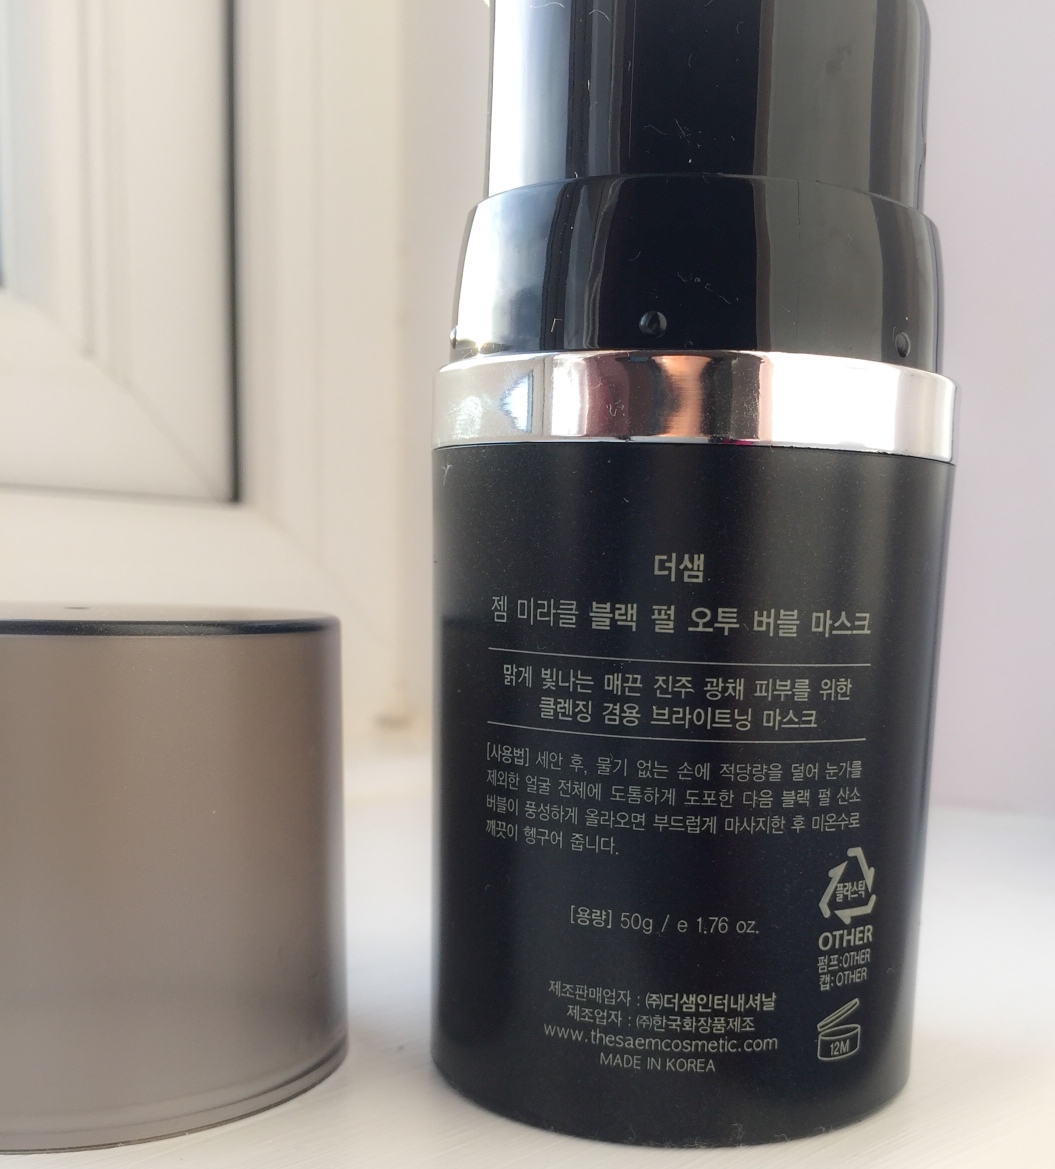 더샘
젬 미라클 블랙 펄 오투 버블 마스크
맑게 빛나는 매끈 진주 광채 피부를 위한
클렌징 겸용 브라이트닝 마스크
[사용법] 세안 후, 물기 없는 손에 적당량을 덜어 눈가를
제외한 얼굴 전체에 도톰하게 도포한 다음 블랙 펄 산소
버블이 풍성하게 올라오면 부드럽게 마사지한 후 미온수로
깨끗이 헹구어 줍니다.
플라스틱
OTHER
펌프:OTHER
캡:OTHER
[용량] 50g / e 1.76 oz.
제조판매업자 : ㈜더샘인터내셔날
제조업자 : ㈜한국화장품제조
www.thesaemcosmetic.com
MADE IN KOREA
12M